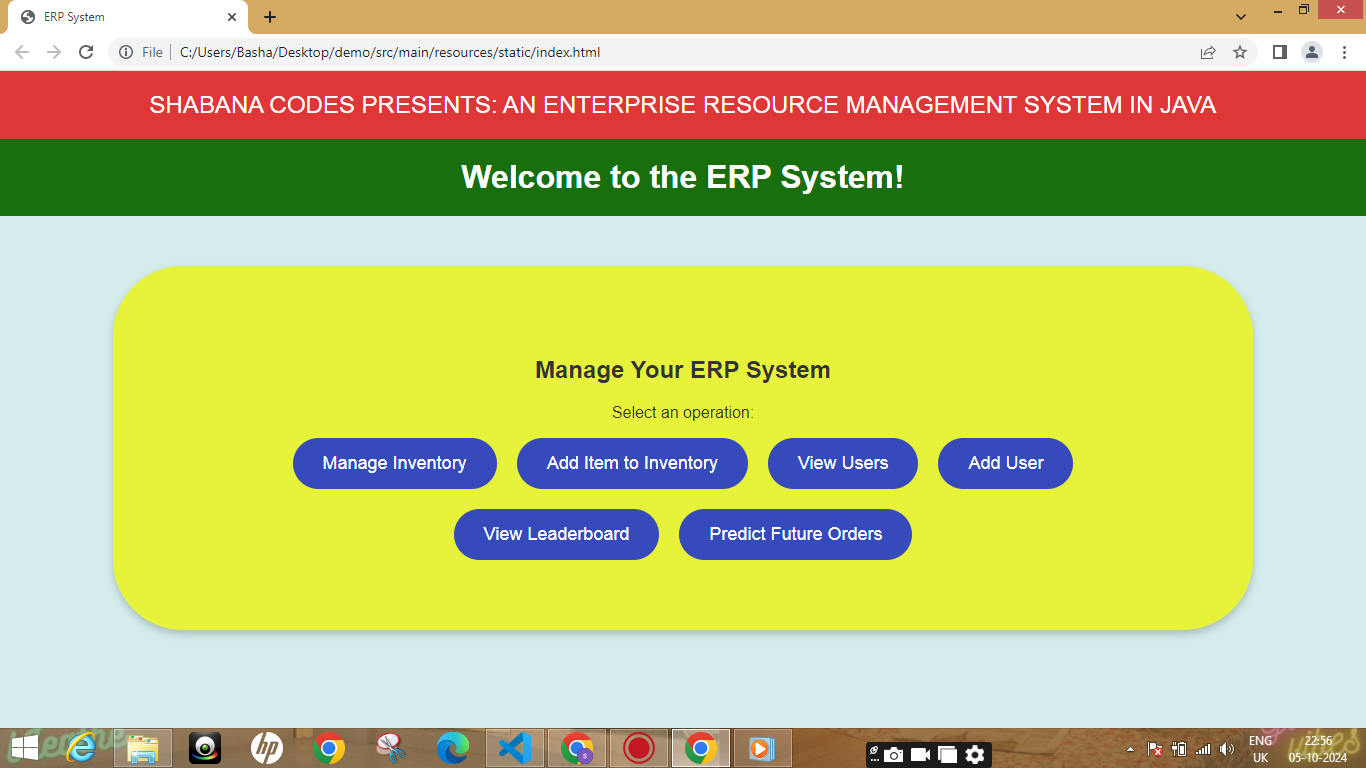 ERP System
File
C:/Users/Basha/Desktop/demo/src/main/resources/static/index.html
SHABANA CODES PRESENTS: AN ENTERPRISE RESOURCE MANAGEMENT SYSTEM IN JAVA
Welcome to the ERP System!
Manage Your ERP System
Select an operation:
Manage Inventory Add Item to Inventory View Users Add User
View Leaderboard Predict Future Orders
hp
S
ENG 22:56
UK 05-10-2024